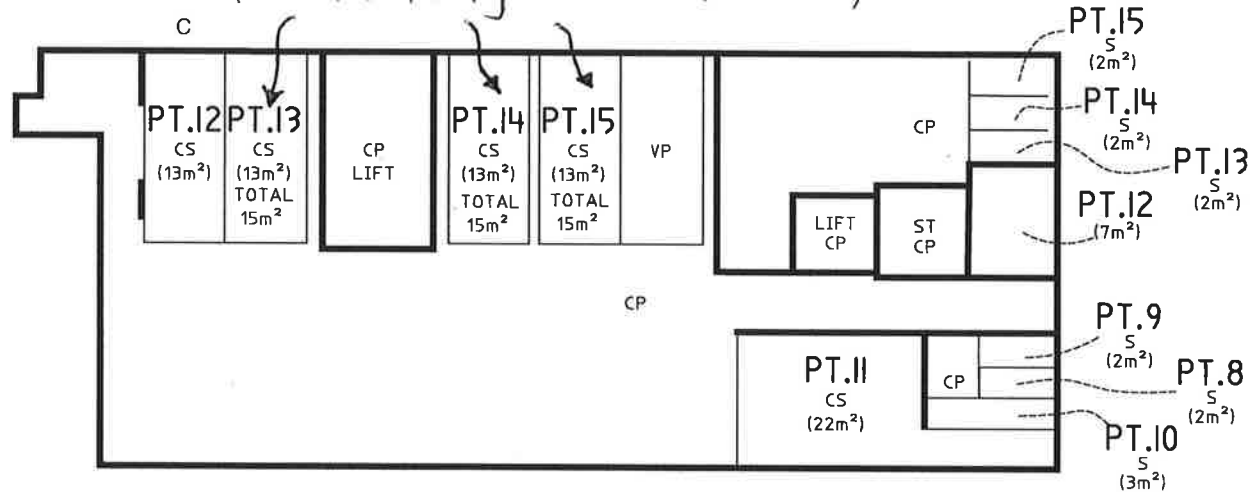 C
PT.12
CS
(13m²)
PT.13
CS
(13m²)
TOTAL
15m²
CP
LIFT
PT.14
CS
(13m²)
TOTAL
15m²
PT.15
CS
(13m²)
TOTAL
15m²
VP
CP
LIFT
CP
ST
CP
PT.15
S
(2m²)
PT.14
S
(2m²)
PT.13
S
(2m²)
PT.12
(7m²)
CP
PT.11
CS
(22m²)
CP
PT.9
S
(2m²)
PT.8
S
(2m²)
PT.10
S
(3m²)